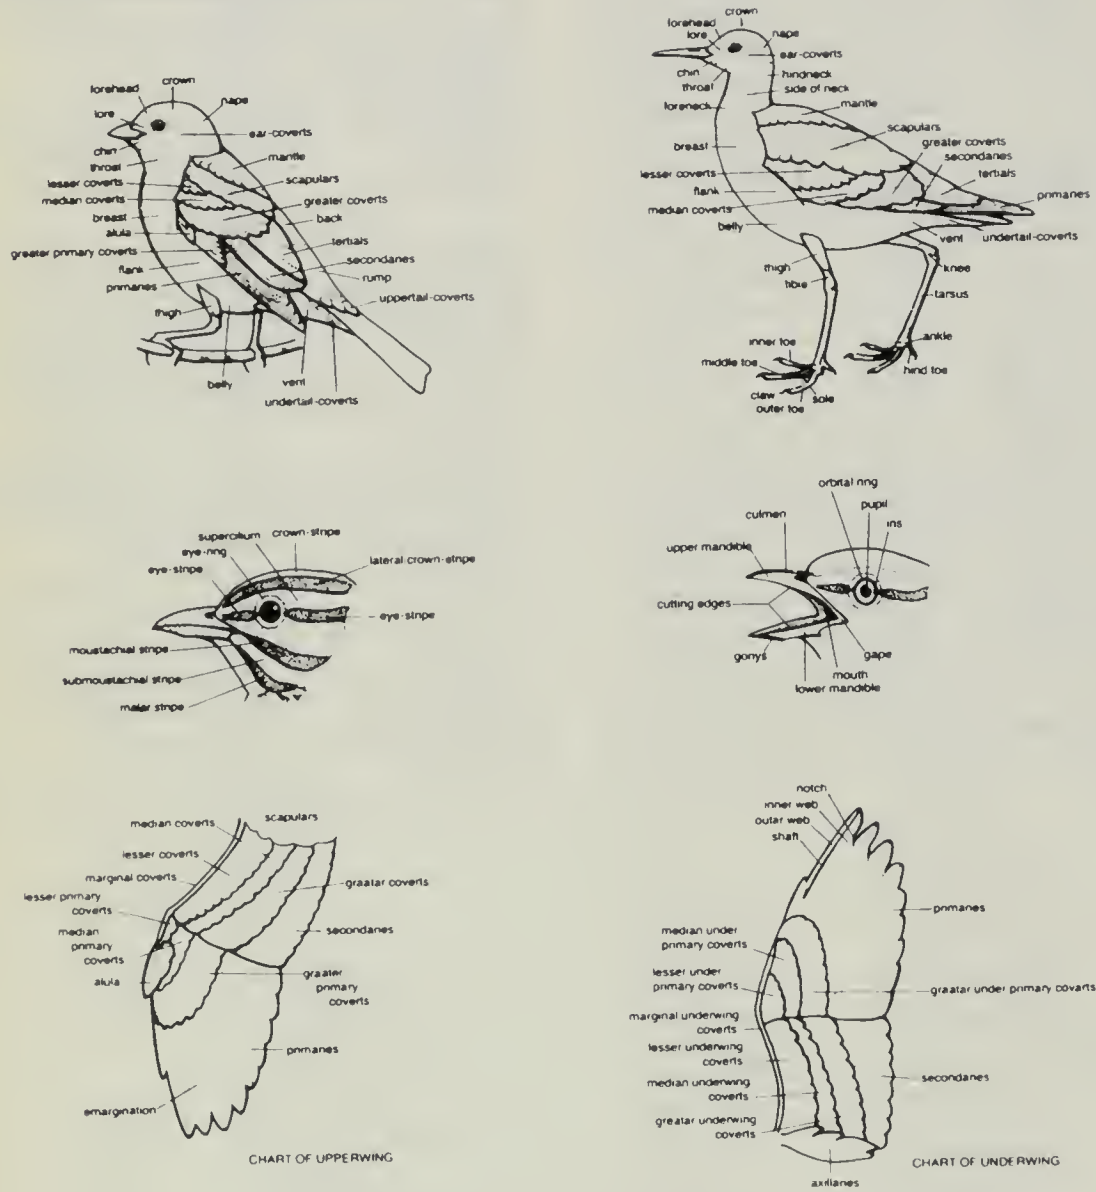 crown
forehead
nape
lore
ear-coverts
chin
mantle
throat
scapulars
lesser coverts
median coverts
greater coverts
breast
back
alula
tertials
greater primary coverts
secondaries
flank
rump
primaries
uppertail-coverts
thigh
belly
vent
undertail-coverts
crown
forehead
nape
lore
ear-coverts
chin
hindneck
throat
side of neck
foreneck
mantle
scapulars
breast
greater coverts
secondaries
lesser coverts
tertials
flank
primaries
median coverts
belly
vent
undertail-coverts
thigh
knee
tibia
tarsus
inner toe
ankle
middle toe
hind toe
claw
sole
outer toe
supercilium
crown-stripe
eye-ring
lateral crown-stripe
eye-stripe
eye-stripe
moustachial stripe
submoustachial stripe
malar stripe
orbital ring
pupil
culmen
iris
upper mandible
cutting edges
gonys
gape
mouth
lower mandible
scapulars
median coverts
lesser coverts
marginal coverts
greater coverts
lesser primary
coverts
median
primary
coverts
secondaries
alula
greater
primary
coverts
primaries
emargination
CHART OF UPPERWING
notch
inner web
outer web
shaft
primaries
median under
primary coverts
lesser under
primary coverts
greater under primary coverts
marginal underwing
coverts
lesser underwing
coverts
median underwing
coverts
secondaries
greater underwing
coverts
axillaries
CHART OF UNDERWING